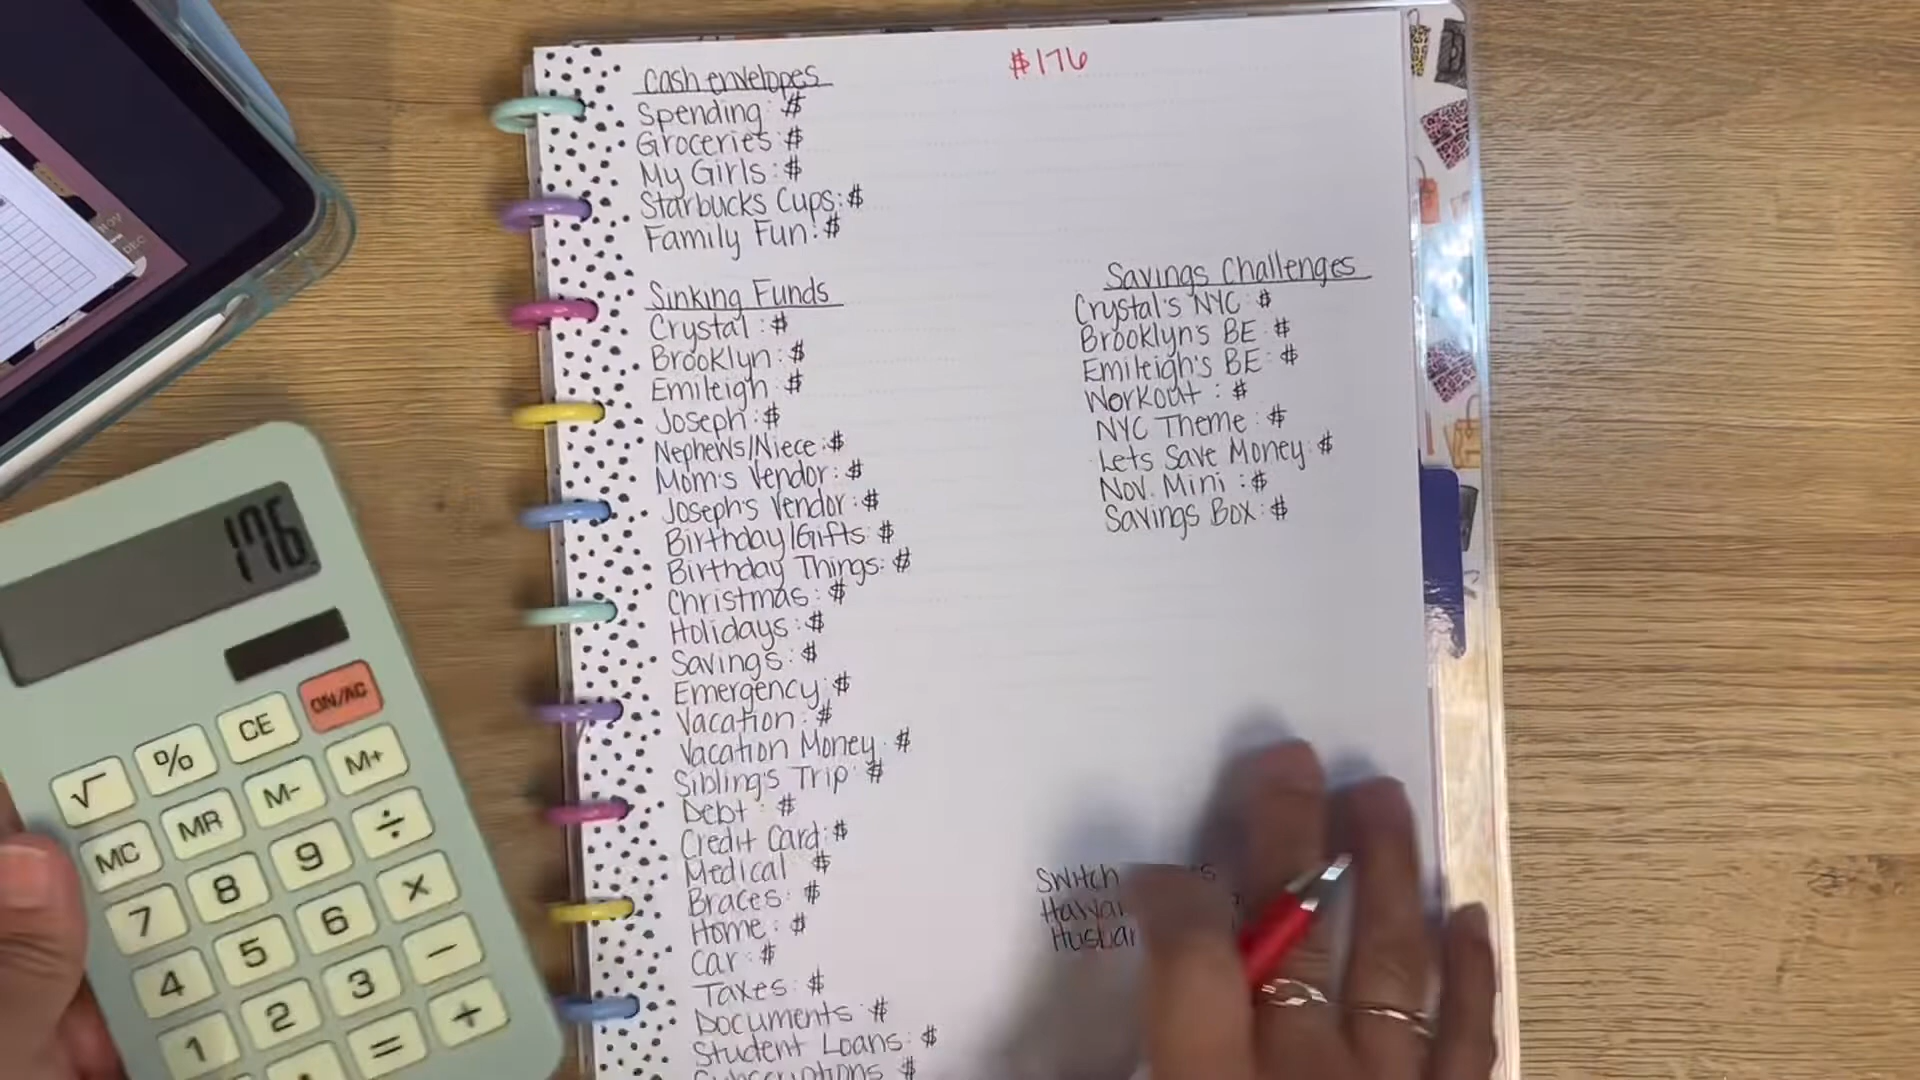 $176
Cash envelopes
Spending: $
Groceries $
My Girls: $
Starbucks Cups: $
Family Fun: $
Sinking Funds
Crystal: $
Brooklyn: $
Emileigh $
Joseph: $
Nephews/Niece: $
Mom's Vendor: $
Joseph's Vendor: $
Birthday/Gifts: $
Birthday Things: $
Christmas: $
Holidays: $
Savings: $
Emergency: $
Vacation: $
Vacation Money: $
Sibling's Trip: $
Debt: $
Credit Card: $
Medical $
Braces: $
Home: $
Car: $
Taxes: $
Documents $
Student Loans: $
Subscriptions $
Savings Challenges
Crystal's NYC: $
Brooklyn's BE: $
Emileigh's BE: $
Workout: $
NYC Theme: $
Lets Save Money: $
Nov. Mini: $
Savings Box: $
Switch
NOV
DEC
176
ON/AC
√ % CE
MC MR M- M+
7 8 9 ÷
4 5 6 ×
1 2 3 -
= +